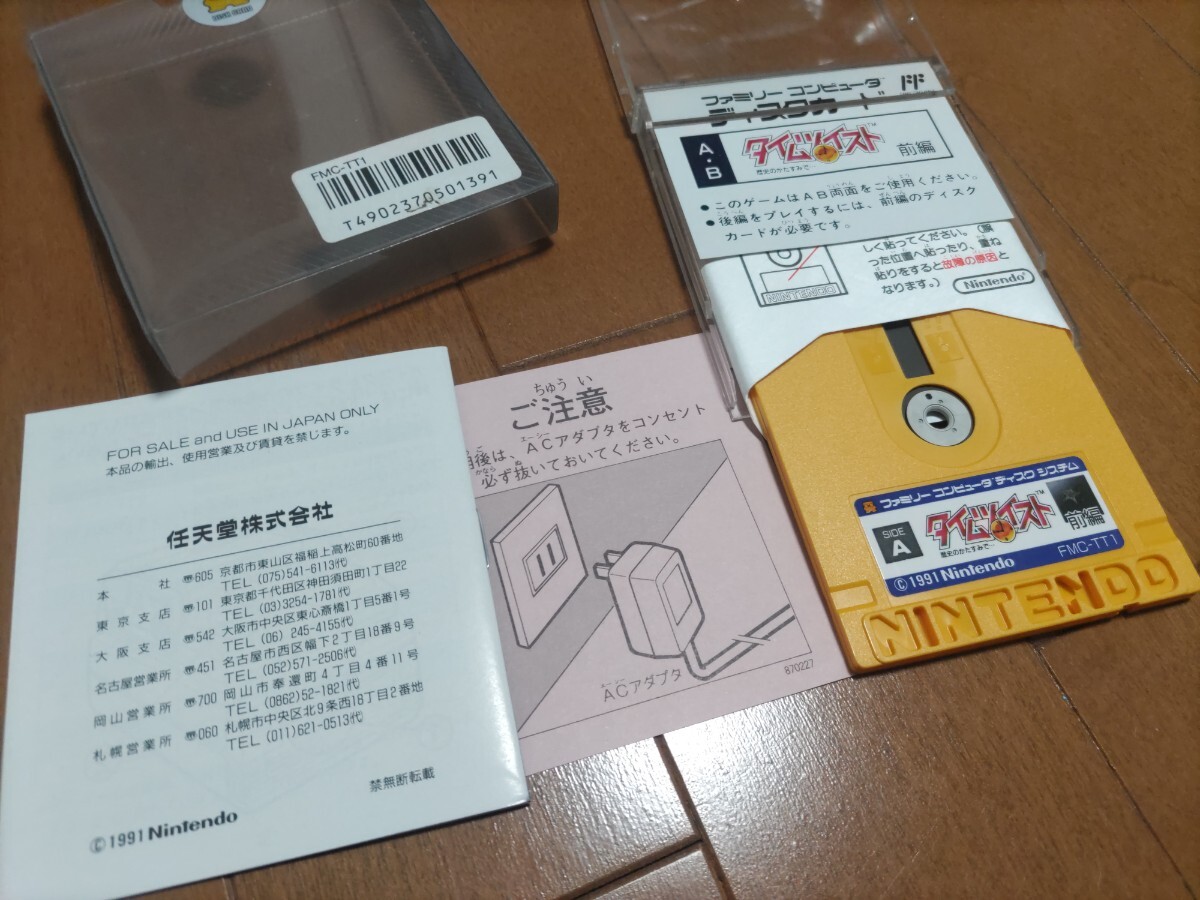 FMC-TT1
T4902370501391
ファミリー コンピュータ
ディスクカード
A・B
タイムツイスト™
歴史のかたすみで…
前編
●このゲームはAB両面をご使用ください。
●後編をプレイするには、前編のディスク
カードが必要です。
しく貼ってください。(誤
った位置へ貼ったり、重ね
貼りをすると故障の原因と
なります。)
Nintendo
NINTENDO
ファミリー コンピュータ ディスク システム
SIDE
A
タイムツイスト™
歴史のかたすみで…
前編
FMC-TT1
©1991 Nintendo
NINTENDO
ちゅう い
ご注意
用後は、ACアダプタをコンセント
必ず抜いておいてください。
エーシー
ACアダプタ
870227
FOR SALE and USE IN JAPAN ONLY
本品の輸出、使用営業及び賃貸を禁じます。
任天堂株式会社
本社 〒605 京都市東山区福稲上高松町60番地
TEL (075)541-6113代
東京支店 〒101 東京都千代田区神田須田町1丁目22
TEL (03)3254-1781代
大阪支店 〒542 大阪市中央区東心斎橋1丁目5番1号
TEL (06) 245-4155代
名古屋営業所 〒451 名古屋市西区幅下2丁目18番9号
TEL (052)571-2506代
岡山営業所 〒700 岡山市奉還町4丁目4番11号
TEL (0862)52-1821代
札幌営業所 〒060 札幌市中央区北9条西18丁目2番地
TEL (011)621-0513代
禁無断転載
©1991 Nintendo